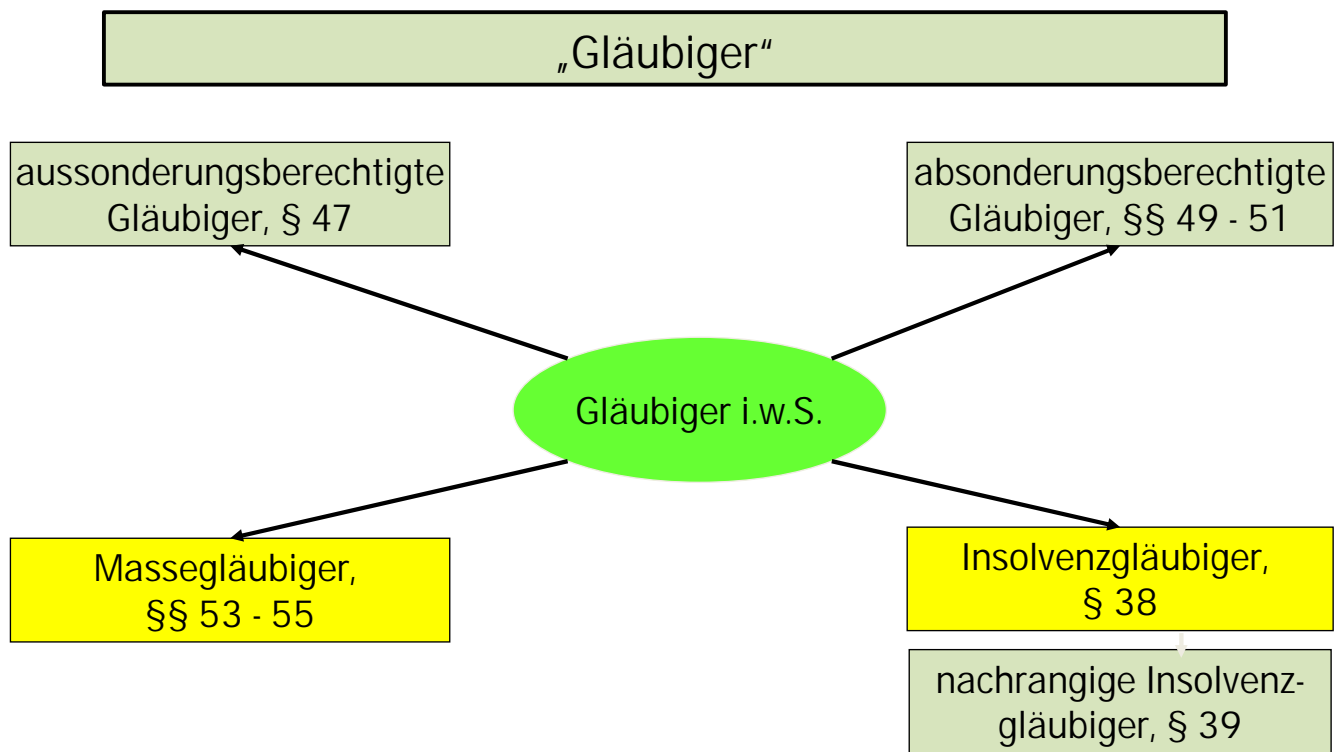 „Gläubiger“
aussonderungsberechtigte
Gläubiger, § 47
absonderungsberechtigte
Gläubiger, §§ 49 - 51
Gläubiger i.w.S.
Massegläubiger,
§§ 53 - 55
Insolvenzgläubiger,
§ 38
nachrangige Insolvenz-
gläubiger, § 39